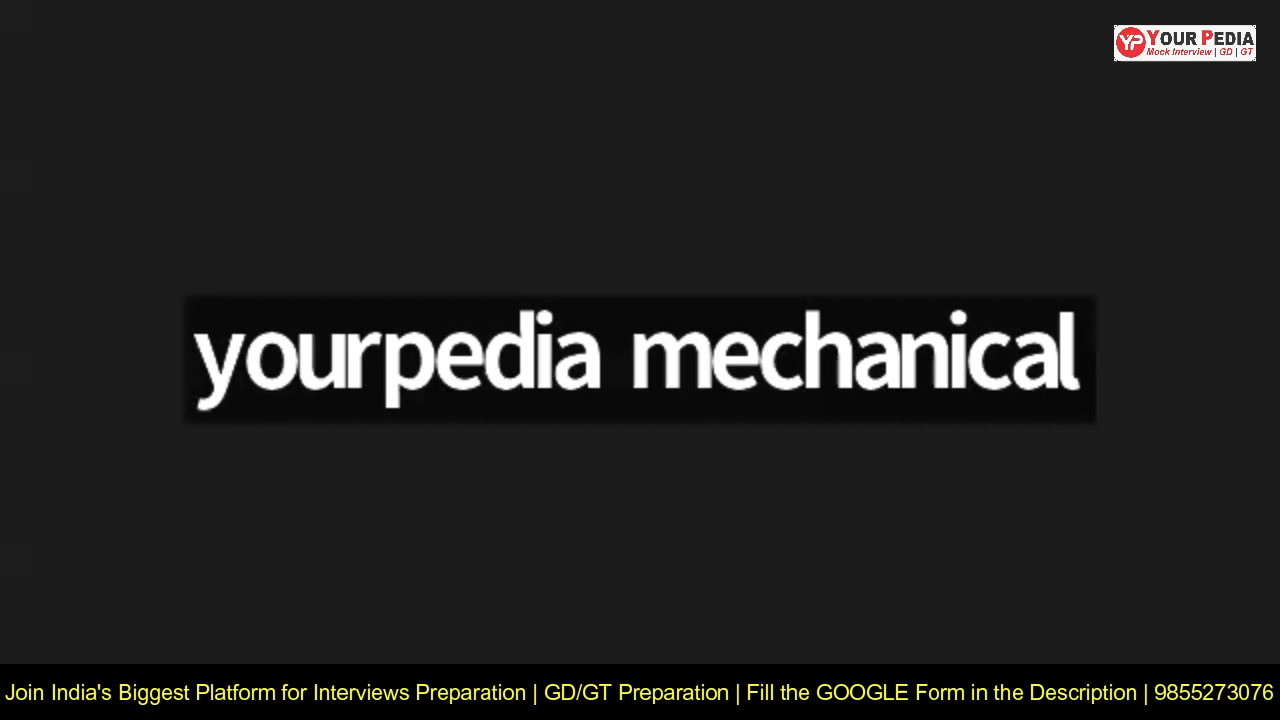 YP YOUR PEDIA
Mock Interview | GD | GT
yourpedia mechanical
Join India's Biggest Platform for Interviews Preparation | GD/GT Preparation | Fill the GOOGLE Form in the Description | 9855273076